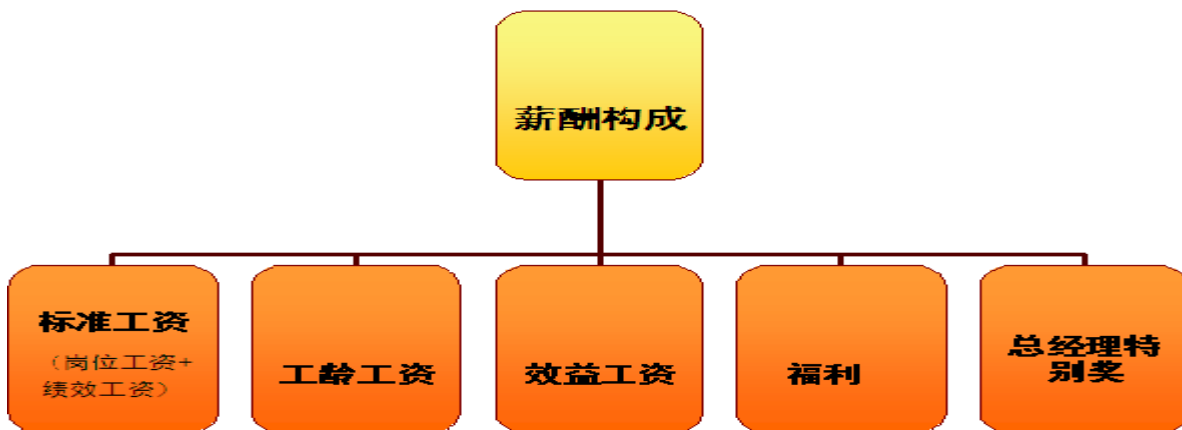 薪酬构成
标准工资
（岗位工资+
绩效工资）
工龄工资
效益工资
福利
总经理特
别奖